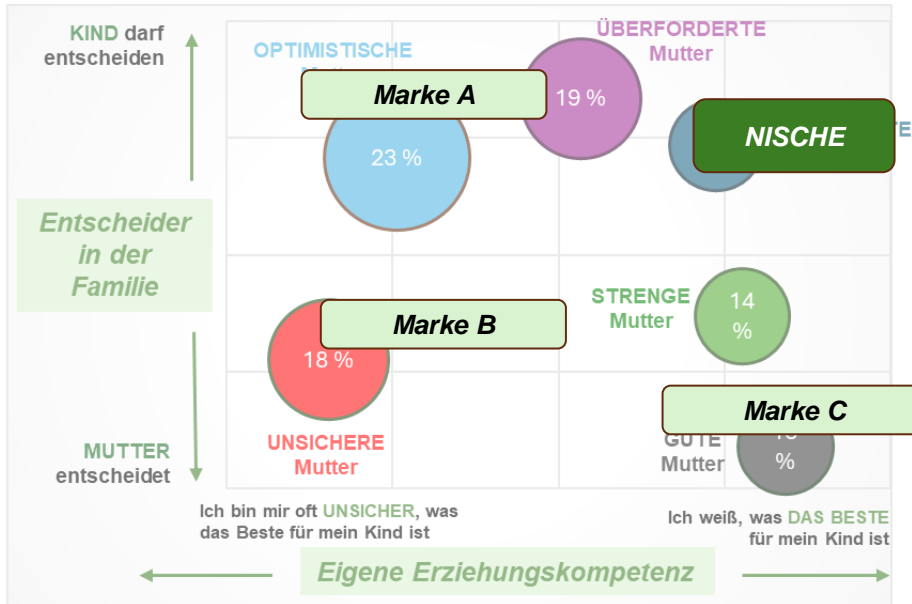 KIND darf
entscheiden
OPTIMISTISCHE
Marke A
23 %
ÜBERFORDERTE
Mutter
19 %
NISCHE
Entscheider
in der
Familie
Marke B
18 %
UNSICHERE
Mutter
STRENGE
Mutter
14
%
Marke C
GUTE
Mutter
%
MUTTER
entscheidet
Ich bin mir oft UNSICHER, was
das Beste für mein Kind ist
Ich weiß, was DAS BESTE
für mein Kind ist
Eigene Erziehungskompetenz